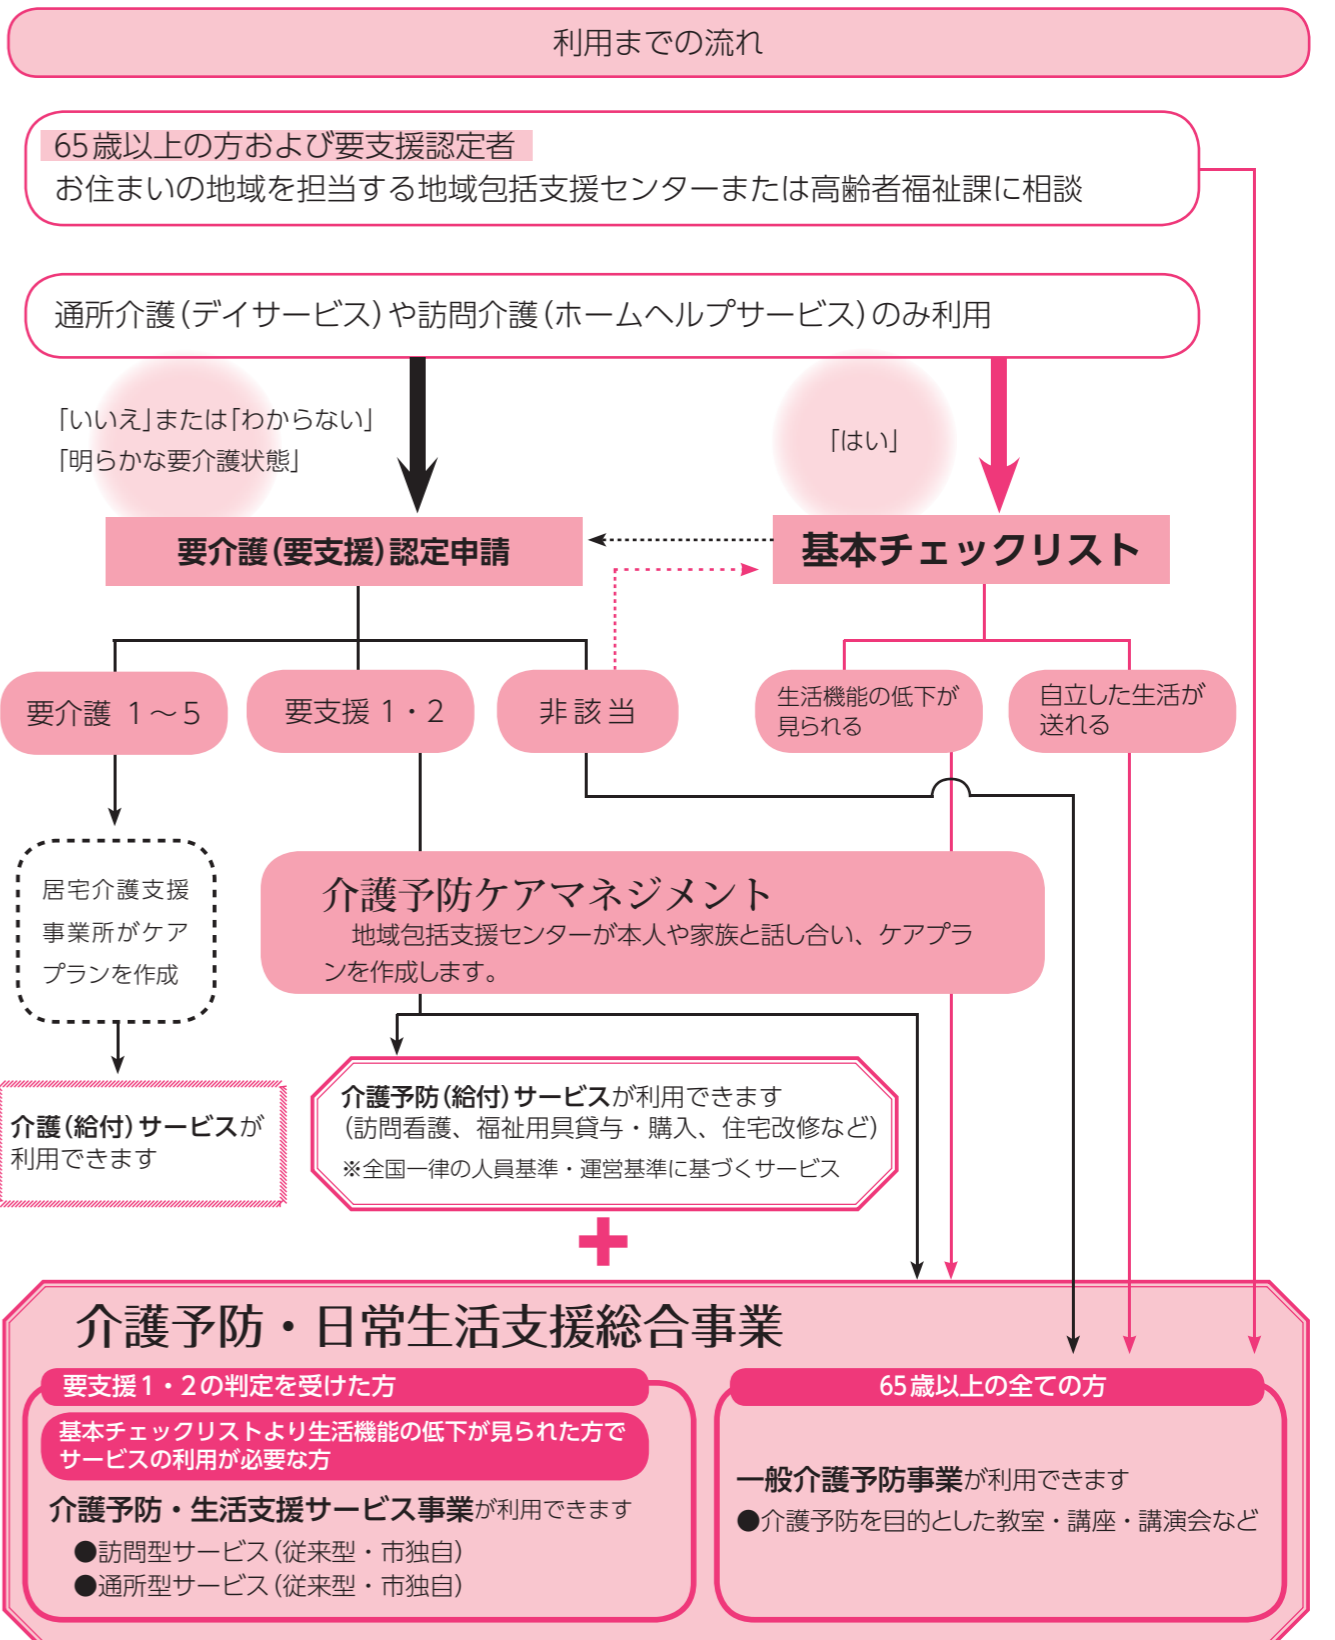 利用までの流れ
65歳以上の方および要支援認定者
お住まいの地域を担当する地域包括支援センターまたは高齢者福祉課に相談
通所介護(デイサービス)や訪問介護(ホームヘルプサービス)のみ利用
「いいえ」または「わからない」
「明らかな要介護状態」
「はい」
要介護(要支援)認定申請
基本チェックリスト
要介護 1～5
要支援 1・2
非該当
生活機能の低下が
見られる
自立した生活が
送れる
居宅介護支援
事業所がケア
プランを作成
介護予防ケアマネジメント
地域包括支援センターが本人や家族と話し合い、ケアプラ
ンを作成します。
介護(給付)サービスが
利用できます
介護予防(給付)サービスが利用できます
(訪問看護、福祉用具貸与・購入、住宅改修など)
※全国一律の人員基準・運営基準に基づくサービス
介護予防・日常生活支援総合事業
要支援1・2の判定を受けた方
基本チェックリストより生活機能の低下が見られた方で
サービスの利用が必要な方
介護予防・生活支援サービス事業が利用できます
●訪問型サービス(従来型・市独自)
●通所型サービス(従来型・市独自)
65歳以上の全ての方
一般介護予防事業が利用できます
●介護予防を目的とした教室・講座・講演会など